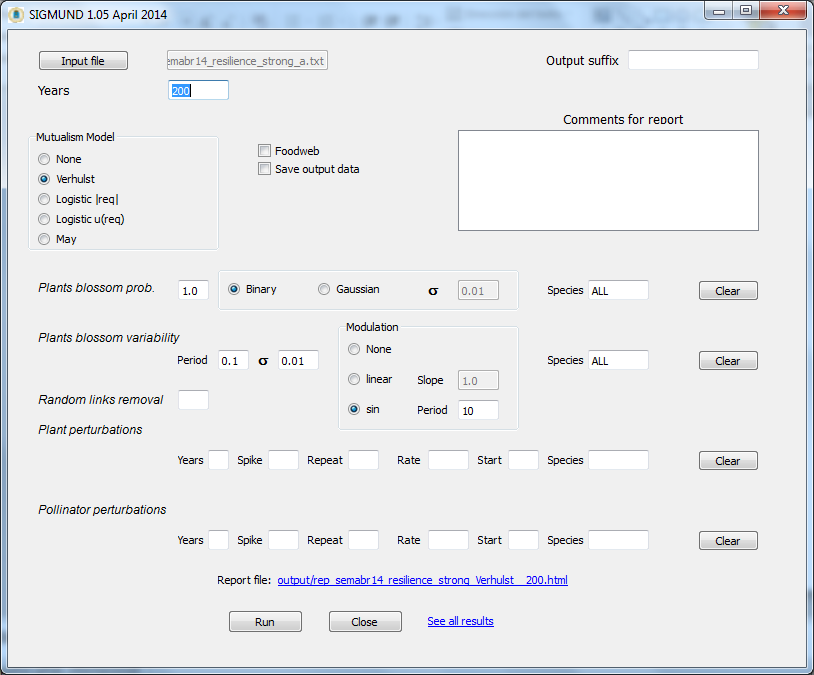 SIGMUND 1.05 April 2014
Input file emabr14_resilience_strong_a.txt Output suffix
Years 200
Comments for report
Mutualism Model
None
Verhulst
Logistic |req|
Logistic u(req)
May
Foodweb
Save output data
Plants blossom prob. 1.0 Binary Gaussian σ 0.01 Species ALL Clear
Plants blossom variability
Period 0.1 σ 0.01 Species ALL Clear
Modulation
None
linear Slope 1.0
sin Period 10
Random links removal
Plant perturbations
Years Spike Repeat Rate Start Species Clear
Pollinator perturbations
Years Spike Repeat Rate Start Species Clear
Report file: output/rep_semabr14_resilience_strong_Verhulst__200.html
Run Close See all results